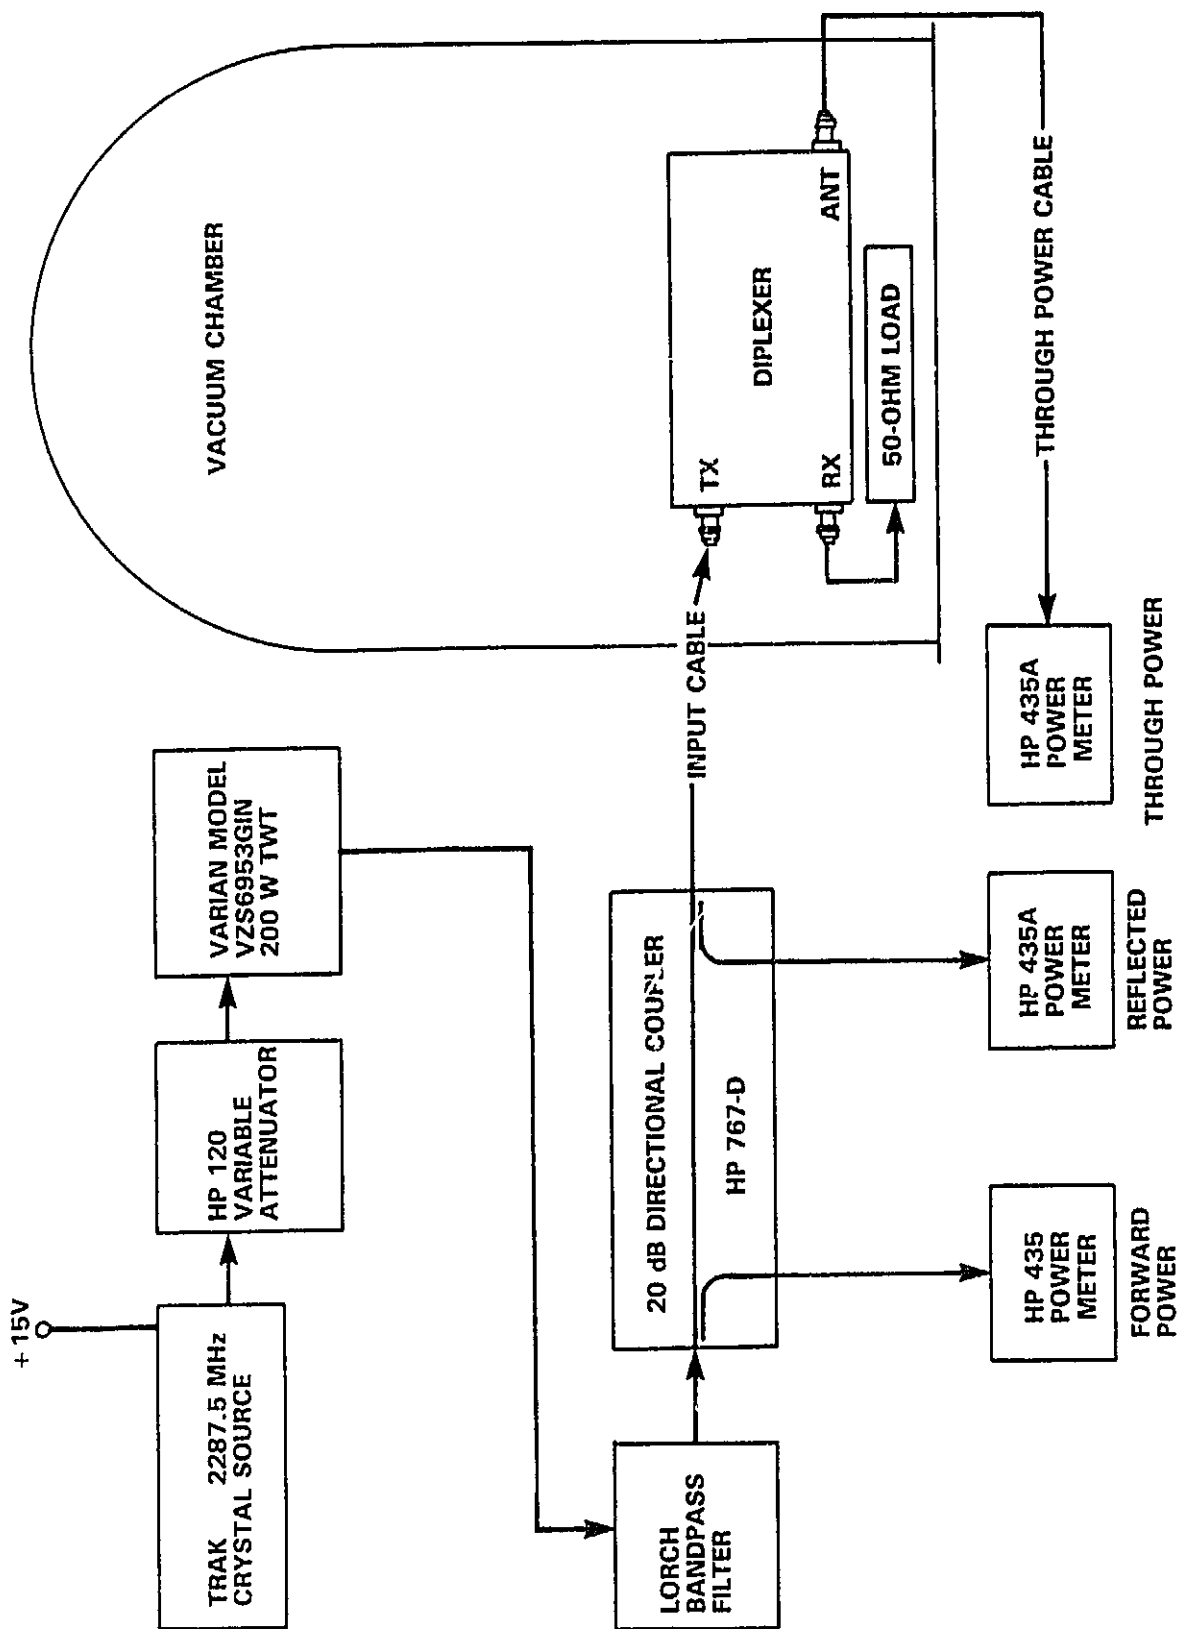 +15V
TRAK 2287.5 MHz
CRYSTAL SOURCE
HP 120
VARIABLE
ATTENUATOR
VARIAN MODEL
VZS6953GIN
200 W TWT
VACUUM CHAMBER
LORCH
BANDPASS
FILTER
20 dB DIRECTIONAL COUPLER
HP 767-D
INPUT CABLE
TX
RX
ANT
DIPLEXER
50-OHM LOAD
HP 435
POWER
METER
FORWARD
POWER
HP 435A
POWER
METER
REFLECTED
POWER
HP 435A
POWER
METER
THROUGH POWER
THROUGH POWER CABLE